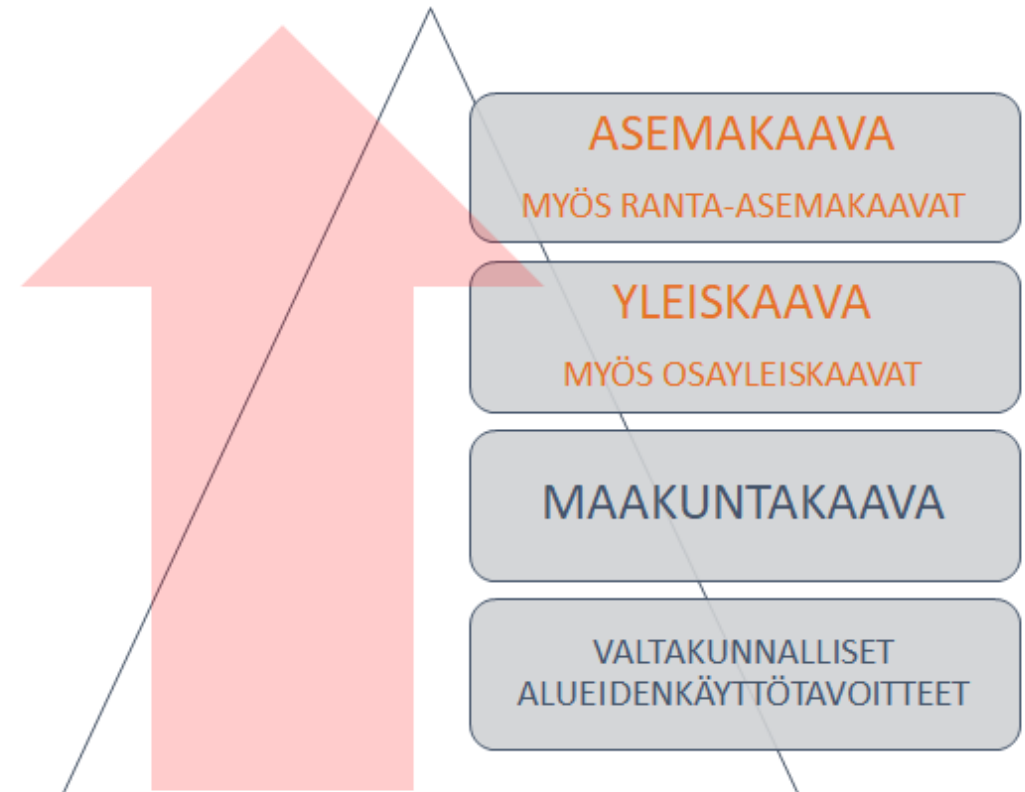 ASEMAKAAVA
MYÖS RANTA-ASEMAKAAVAT
YLEISKAAVA
MYÖS OSAYLEISKAAVAT
MAAKUNTAKAAVA
VALTAKUNNALLISET
ALUEIDENKÄYTTÖTAVOITTEET